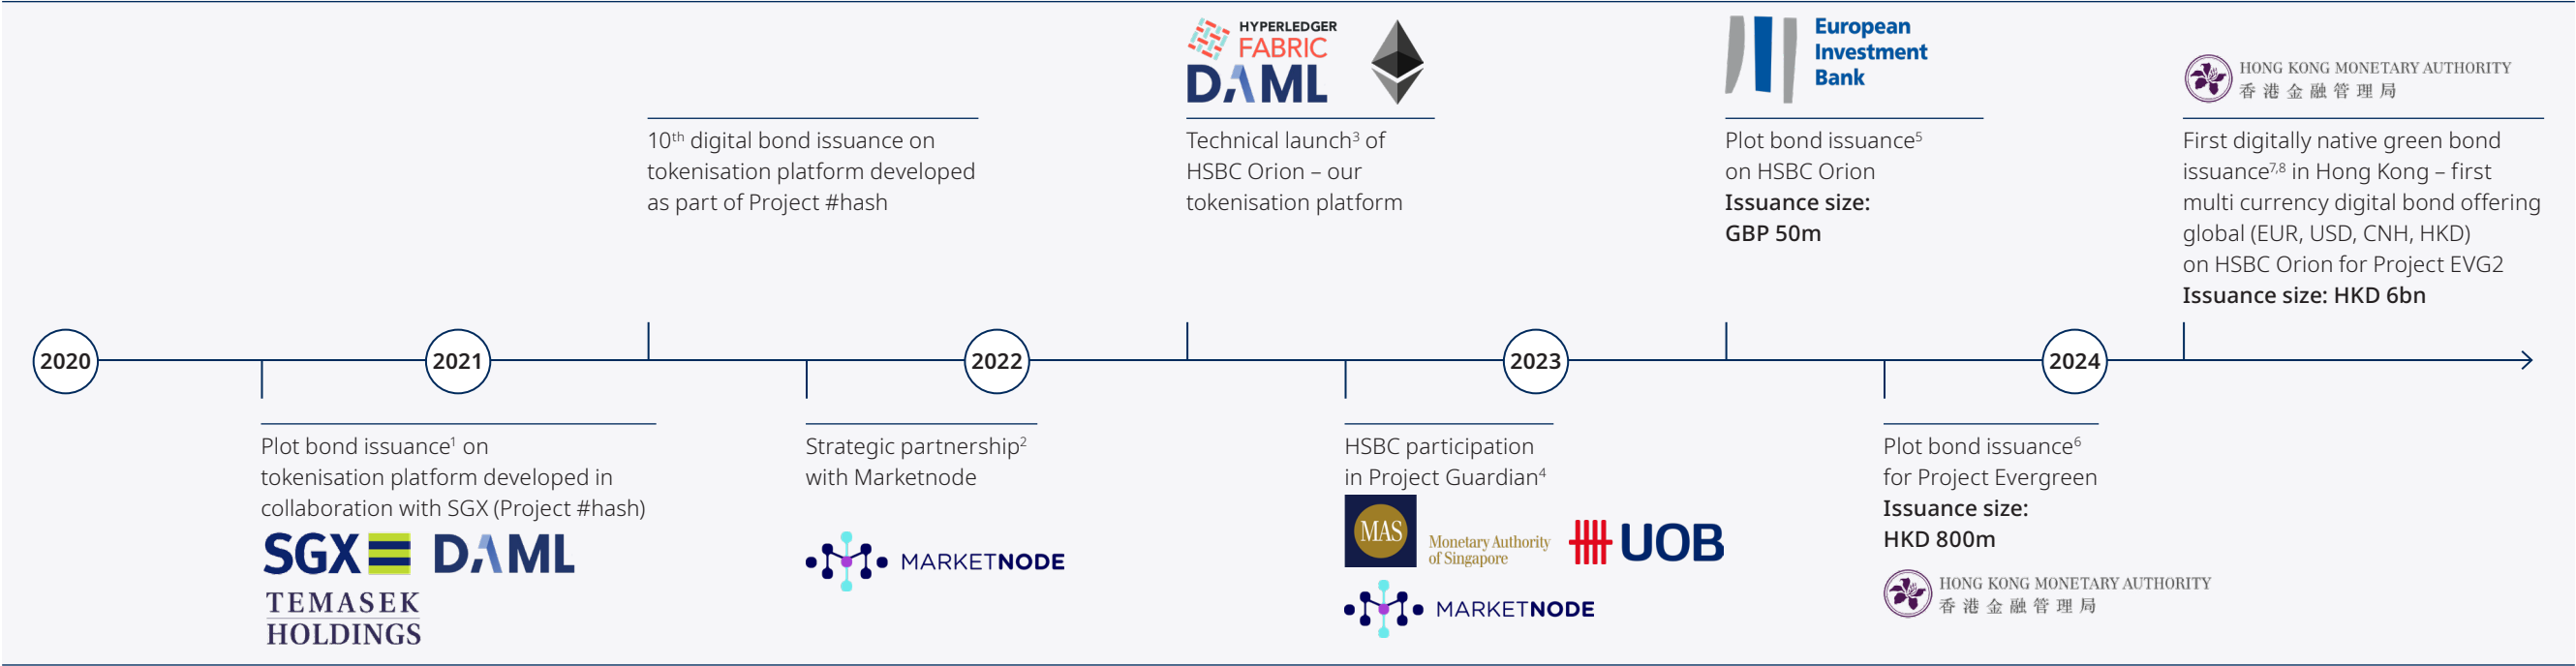 HYPERLEDGER
FABRIC
DAML
European
Investment
Bank
HONG KONG MONETARY AUTHORITY
香港金融管理局
10th digital bond issuance on
tokenisation platform developed
as part of Project #hash
Technical launch3 of
HSBC Orion – our
tokenisation platform
Plot bond issuance5
on HSBC Orion
Issuance size:
GBP 50m
First digitally native green bond
issuance7,8 in Hong Kong – first
multi currency digital bond offering
global (EUR, USD, CNH, HKD)
on HSBC Orion for Project EVG2
Issuance size: HKD 6bn
2020
2021
2022
2023
2024
Plot bond issuance1 on
tokenisation platform developed in
collaboration with SGX (Project #hash)
SGX DAML
TEMASEK
HOLDINGS
Strategic partnership2
with Marketnode
MARKETNODE
HSBC participation
in Project Guardian4
MAS
Monetary Authority
of Singapore
UOB
MARKETNODE
Plot bond issuance6
for Project Evergreen
Issuance size:
HKD 800m
HONG KONG MONETARY AUTHORITY
香港金融管理局